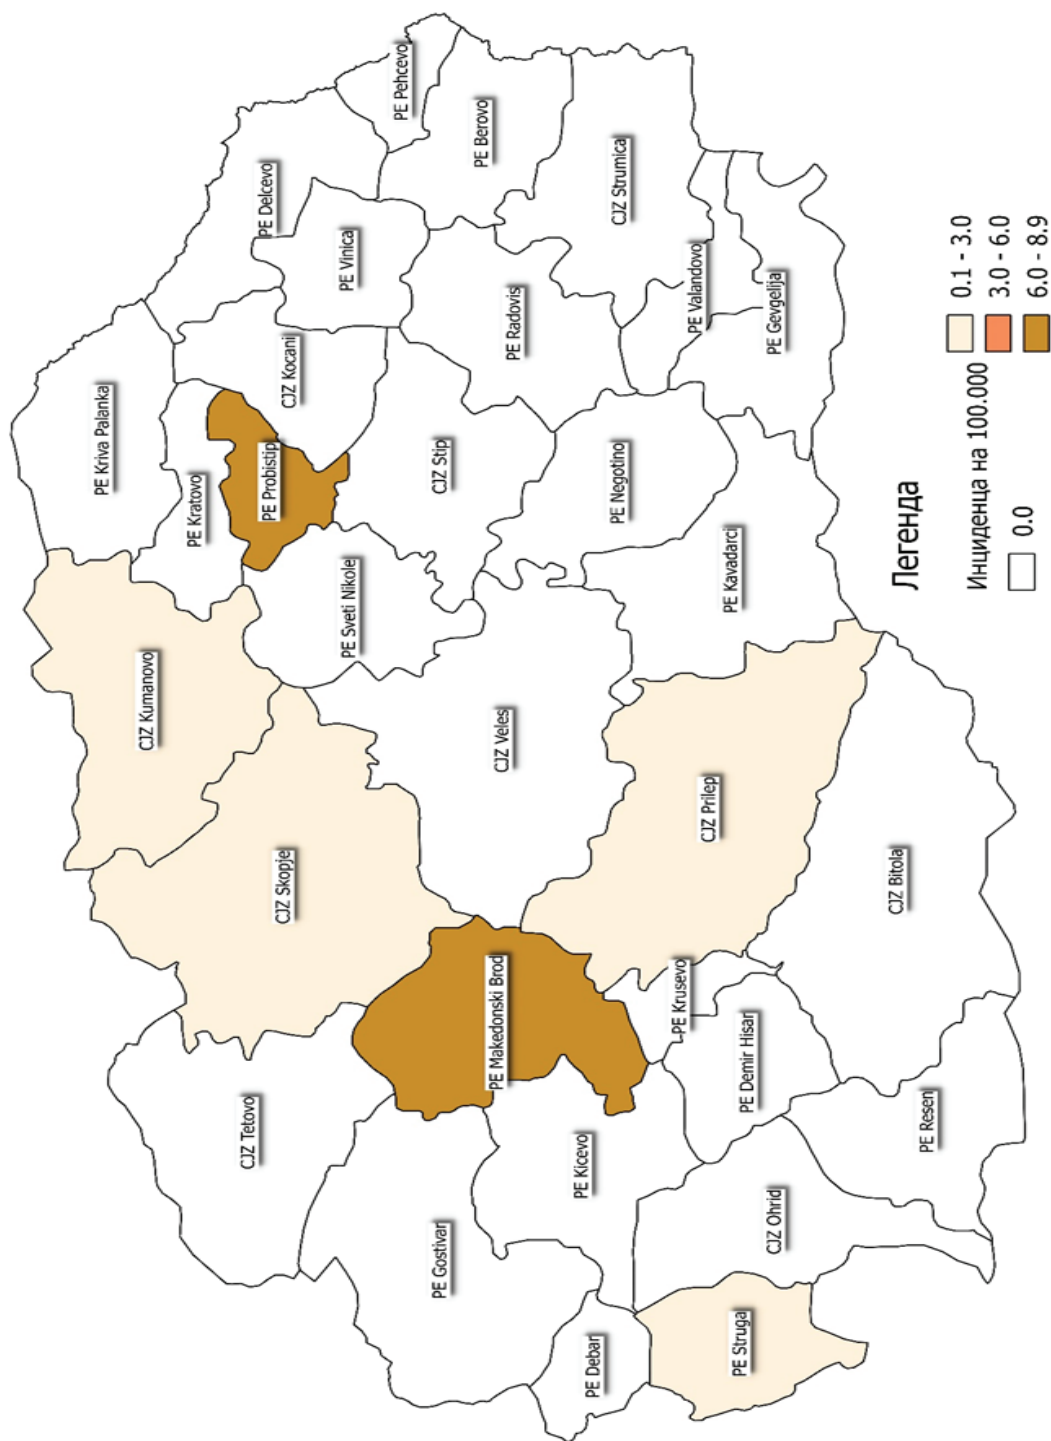 PE Kriva Palanka
CJZ Kumanovo
PE Kratovo
PE Delcevo
PE Pehcevo
CJZ Tetovo
CJZ Skopje
PE Probistip
CJZ Kocani
PE Vinica
PE Sveti Nikole
PE Berovo
PE Gostivar
PE Makedonski Brod
CJZ Veles
CJZ Stip
PE Radovis
PE Debar
PE Kicevo
PE Negotino
CJZ Strumica
PE Krusevo
CJZ Prilep
PE Kavadarci
PE Valandovo
PE Struga
CJZ Ohrid
PE Demir Hisar
PE Gevgelija
PE Resen
CJZ Bitola
Легенда
Инциденца на 100.000
0.0
0.1 - 3.0
3.0 - 6.0
6.0 - 8.9